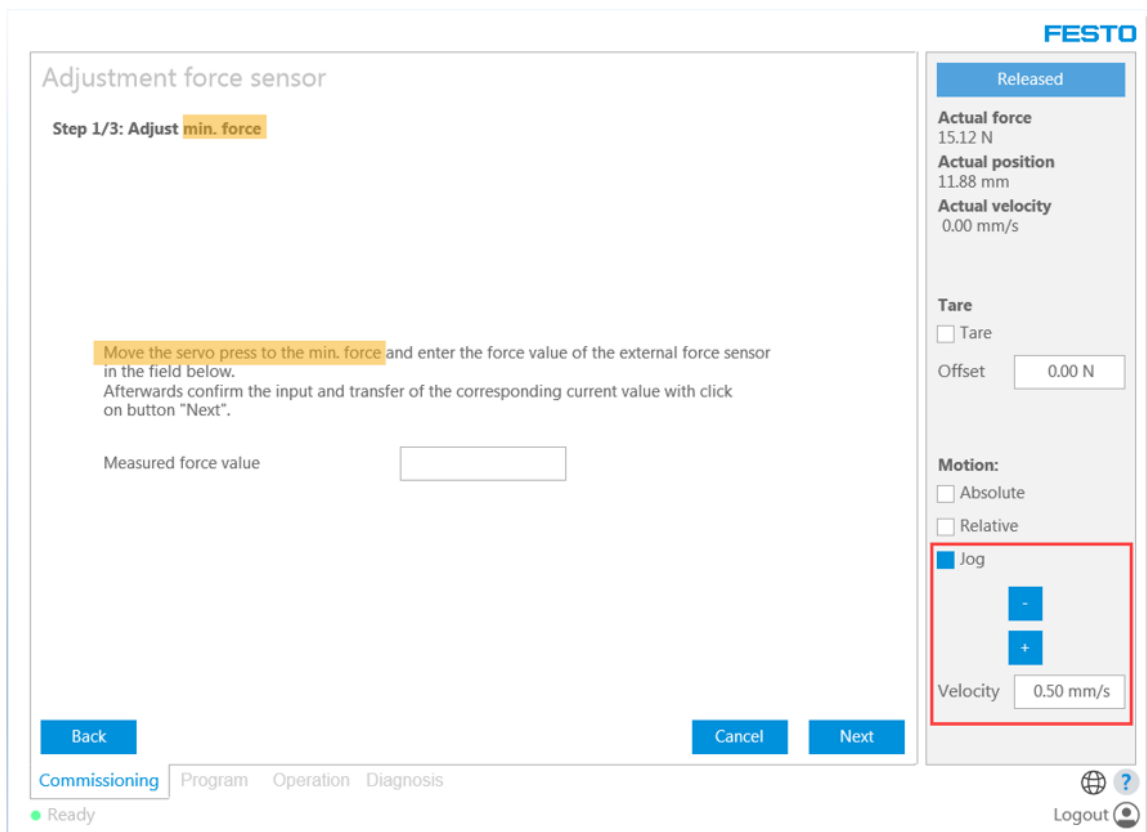 FESTO
Adjustment force sensor
Step 1/3: Adjust min. force
Move the servo press to the min. force and enter the force value of the external force sensor
in the field below.
Afterwards confirm the input and transfer of the corresponding current value with click
on button "Next".
Measured force value
Back
Cancel
Next
Released
Actual force
15.12 N
Actual position
11.88 mm
Actual velocity
0.00 mm/s
Tare
Tare
Offset 0.00 N
Motion:
Absolute
Relative
Jog
-
+
Velocity 0.50 mm/s
Commissioning Program Operation Diagnosis
?
Ready
Logout